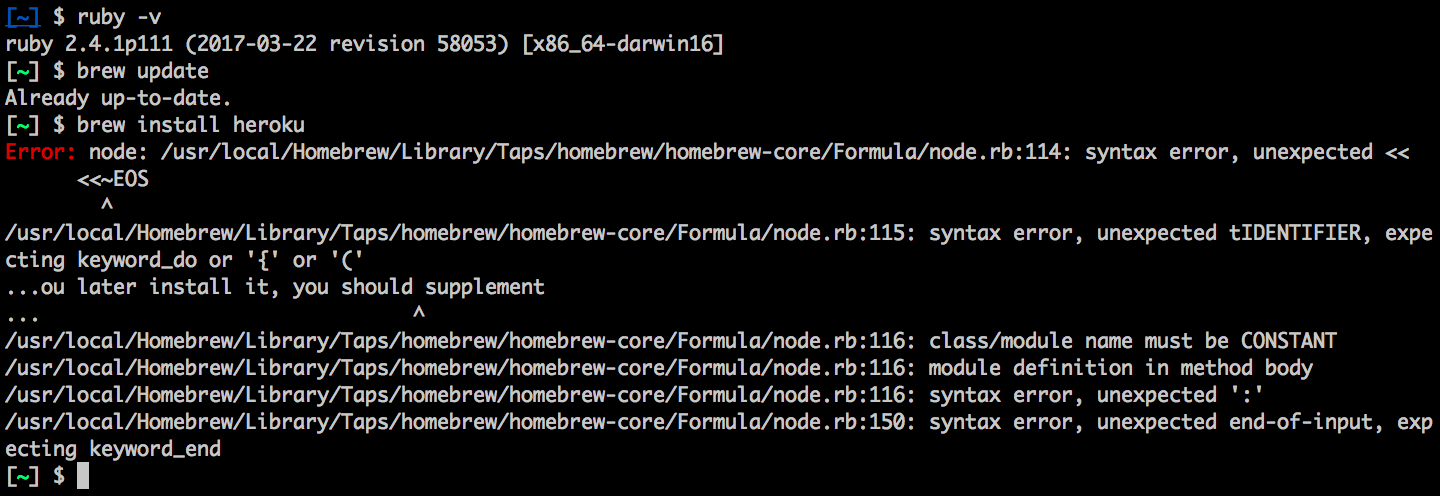 [~] $ ruby -v
ruby 2.4.1p111 (2017-03-22 revision 58053) [x86_64-darwin16]
[~] $ brew update
Already up-to-date.
[~] $ brew install heroku
Error: node: /usr/local/Homebrew/Library/Taps/homebrew/homebrew-core/Formula/node.rb:114: syntax error, unexpected <<
      <<~EOS
        ^
/usr/local/Homebrew/Library/Taps/homebrew/homebrew-core/Formula/node.rb:115: syntax error, unexpected tIDENTIFIER, expe
cting keyword_do or '{' or '('
...ou later install it, you should supplement
...                                ^
/usr/local/Homebrew/Library/Taps/homebrew/homebrew-core/Formula/node.rb:116: class/module name must be CONSTANT
/usr/local/Homebrew/Library/Taps/homebrew/homebrew-core/Formula/node.rb:116: module definition in method body
/usr/local/Homebrew/Library/Taps/homebrew/homebrew-core/Formula/node.rb:116: syntax error, unexpected ':'
/usr/local/Homebrew/Library/Taps/homebrew/homebrew-core/Formula/node.rb:150: syntax error, unexpected end-of-input, exp
ecting keyword_end
[~] $